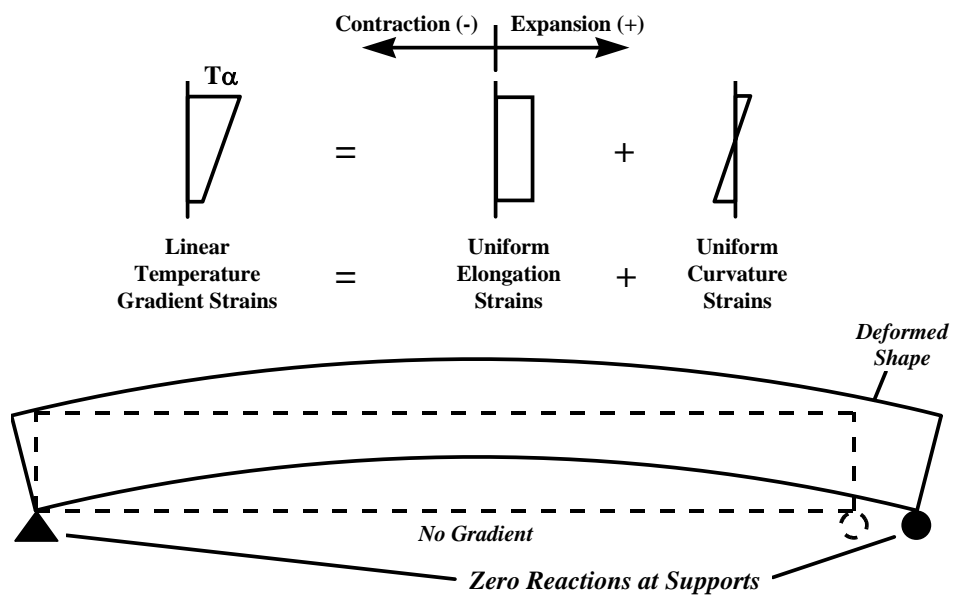 Contraction (-) Expansion (+)
Tα
= +
Linear
Temperature
Gradient Strains
=
Uniform
Elongation
Strains
+
Uniform
Curvature
Strains
Deformed
Shape
No Gradient
Zero Reactions at Supports